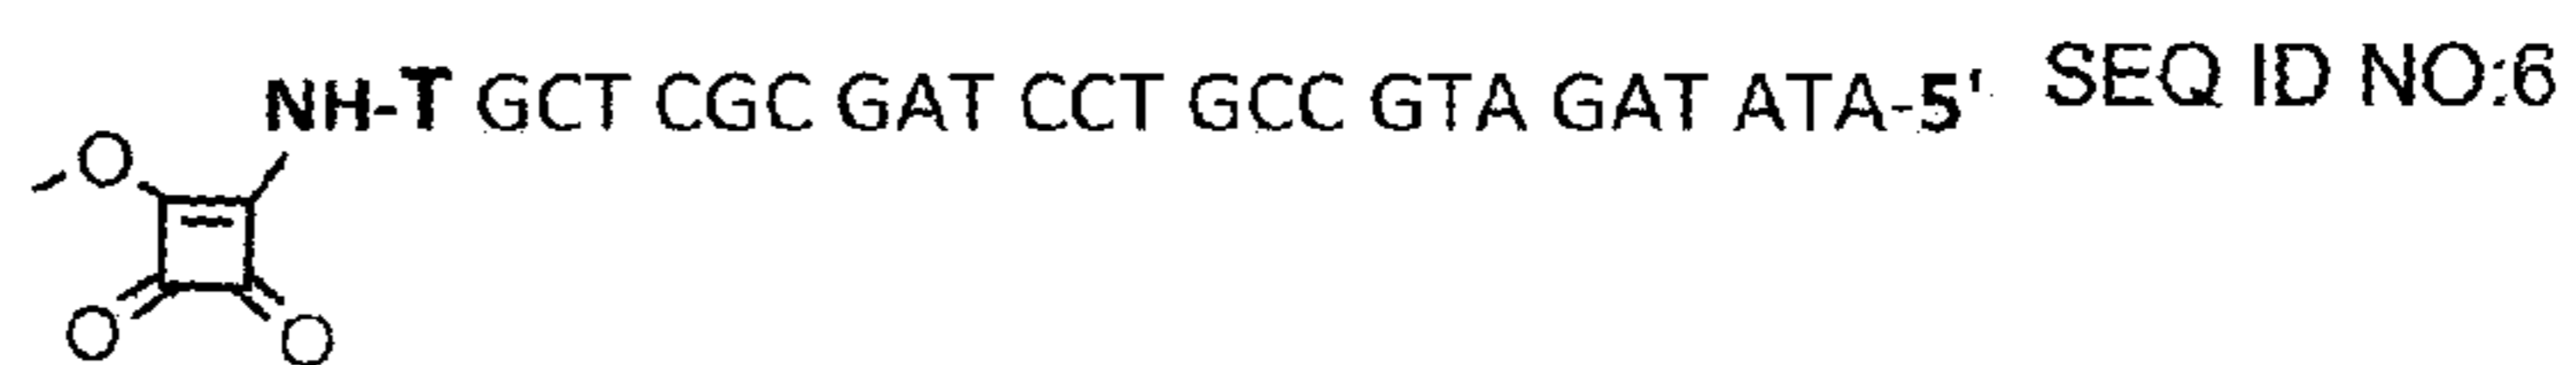 NH-T GCT CGC GAT CCT GCC GTA GAT ATA-5' SEQ ID NO:6
O
O O